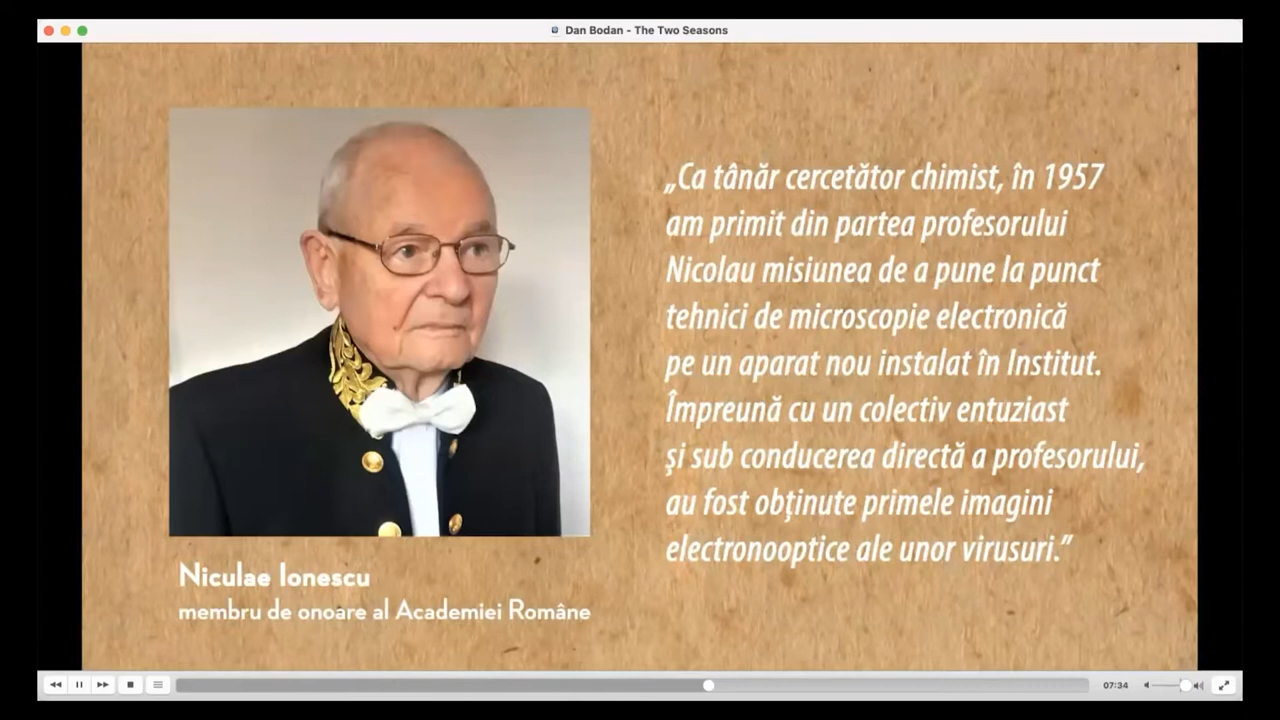 Dan Bodan - The Two Seasons
„Ca tânăr cercetător chimist, în 1957
am primit din partea profesorului
Nicolau misiunea de a pune la punct
tehnici de microscopie electronică
pe un aparat nou instalat în Institut.
Împreună cu un colectiv entuziast
și sub conducerea directă a profesorului,
au fost obținute primele imagini
electronooptice ale unor virusuri.”
Niculae Ionescu
membru de onoare al Academiei Române
07:34